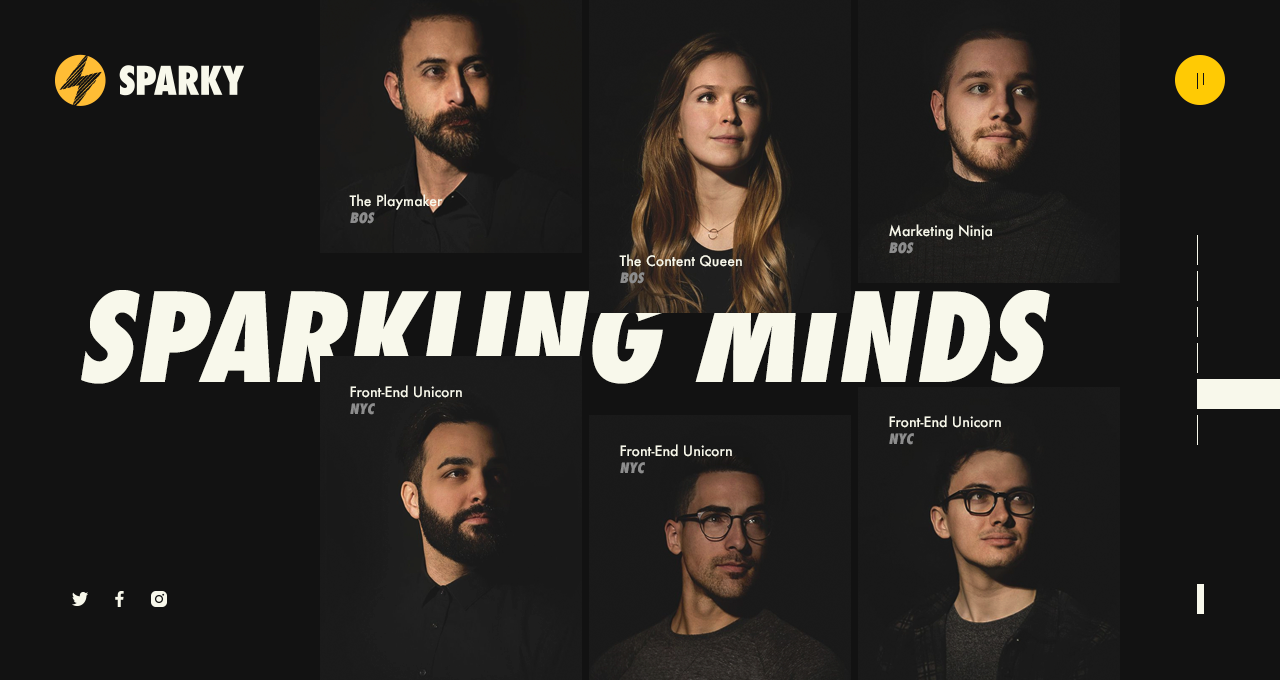 SPARKY
The Playmaker
BOS
The Content Queen
BOS
Marketing Ninja
BOS
SPARKLING MINDS
Front-End Unicorn
NYC
Front-End Unicorn
NYC
Front-End Unicorn
NYC